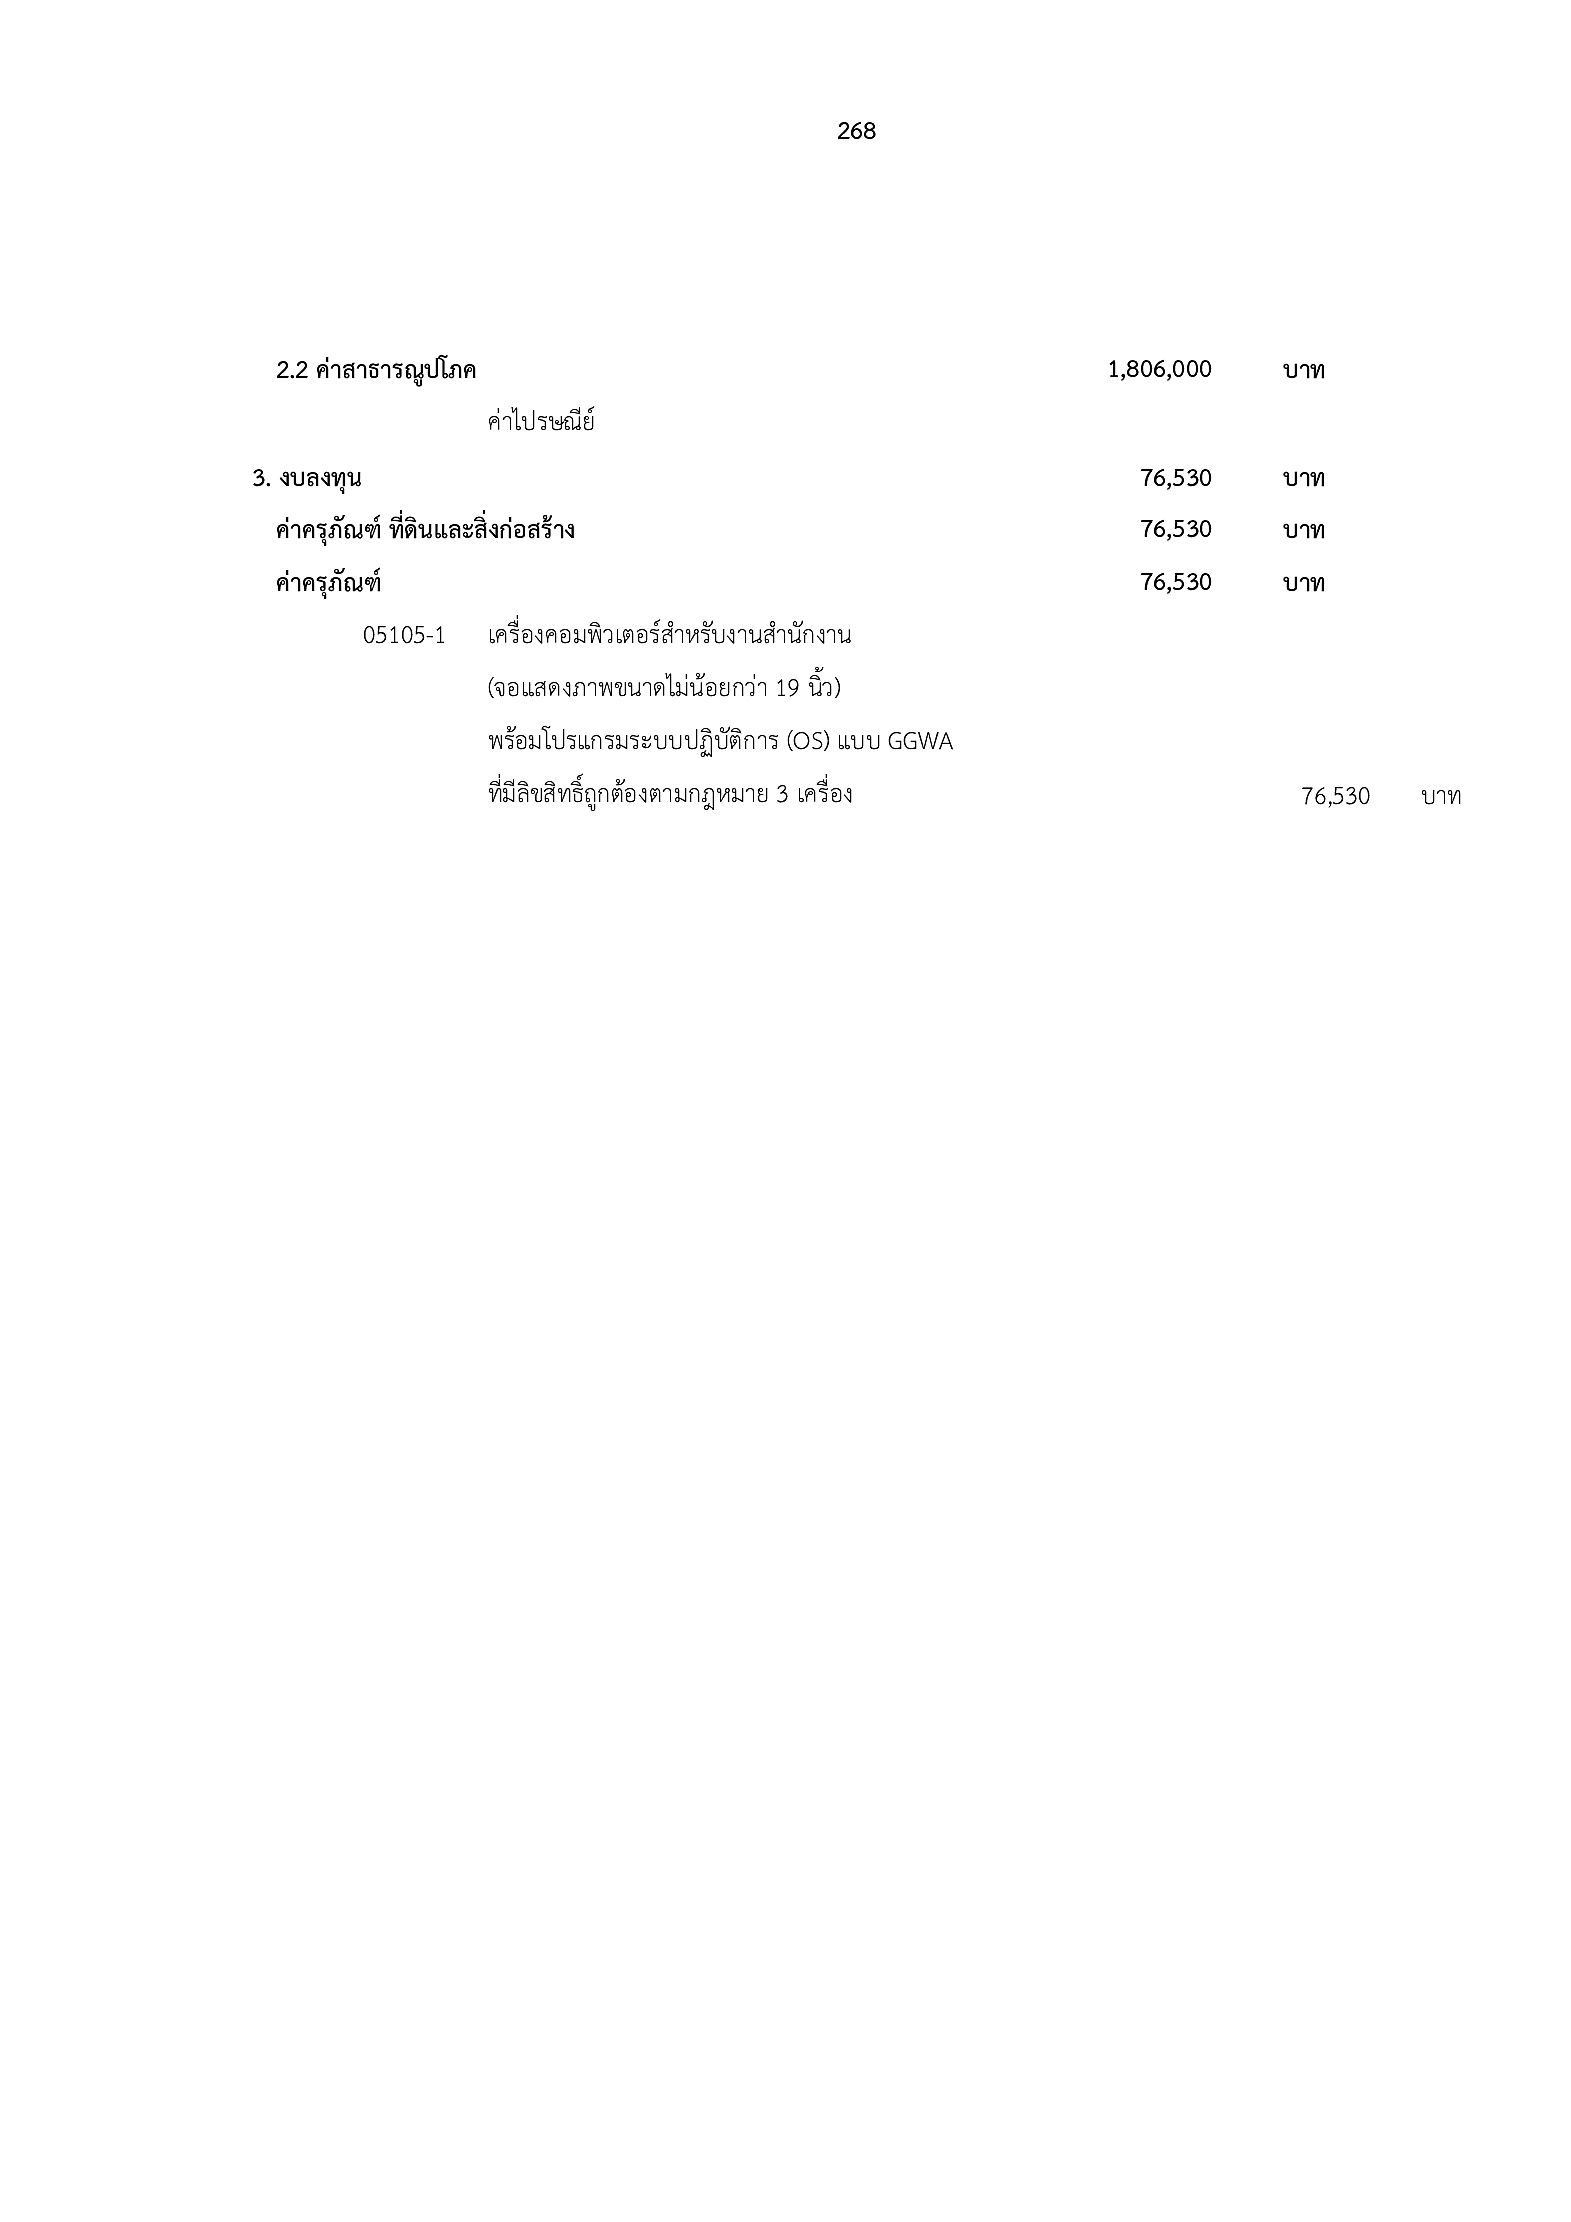 268
2.2 ค่าสาธารณูปโภค 1,806,000 บาท
ค่าไปรษณีย์
3. งบลงทุน 76,530 บาท
ค่าครุภัณฑ์ ที่ดินและสิ่งก่อสร้าง 76,530 บาท
ค่าครุภัณฑ์ 76,530 บาท
05105-1 เครื่องคอมพิวเตอร์สำหรับงานสำนักงาน
(จอแสดงภาพขนาดไม่น้อยกว่า 19 นิ้ว)
พร้อมโปรแกรมระบบปฏิบัติการ (OS) แบบ GGWA
ที่มีลิขสิทธิ์ถูกต้องตามกฎหมาย 3 เครื่อง 76,530 บาท